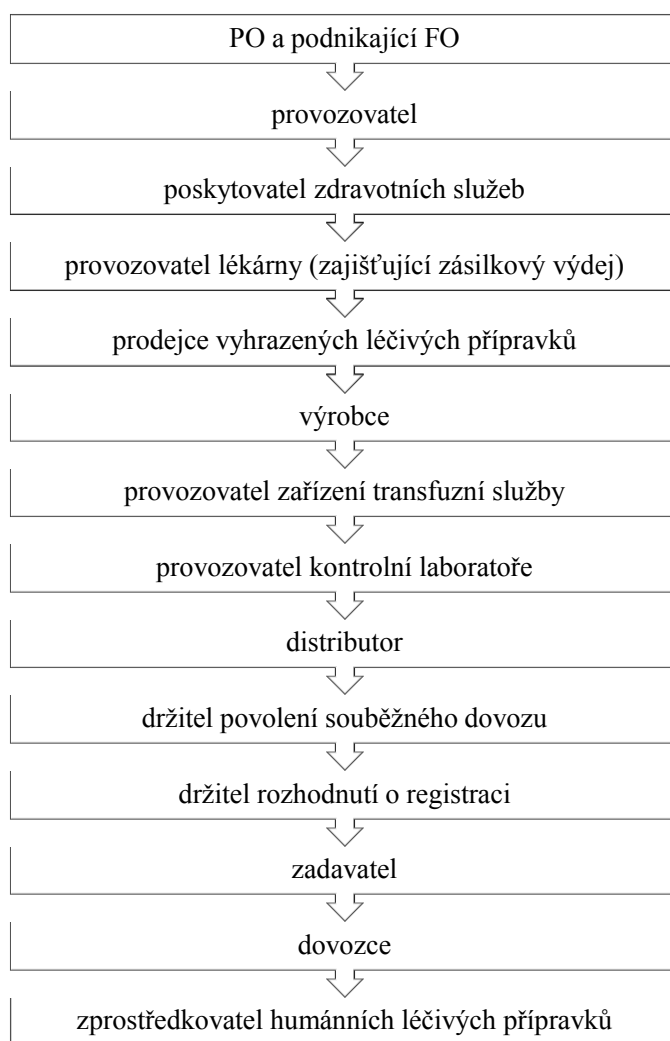 PO a podnikající FO
provozovatel
poskytovatel zdravotních služeb
provozovatel lékárny (zajišťující zásilkový výdej)
prodejce vyhrazených léčivých přípravků
výrobce
provozovatel zařízení transfuzní služby
provozovatel kontrolní laboratoře
distributor
držitel povolení souběžného dovozu
držitel rozhodnutí o registraci
zadavatel
dovozce
zprostředkovatel humánních léčivých přípravků